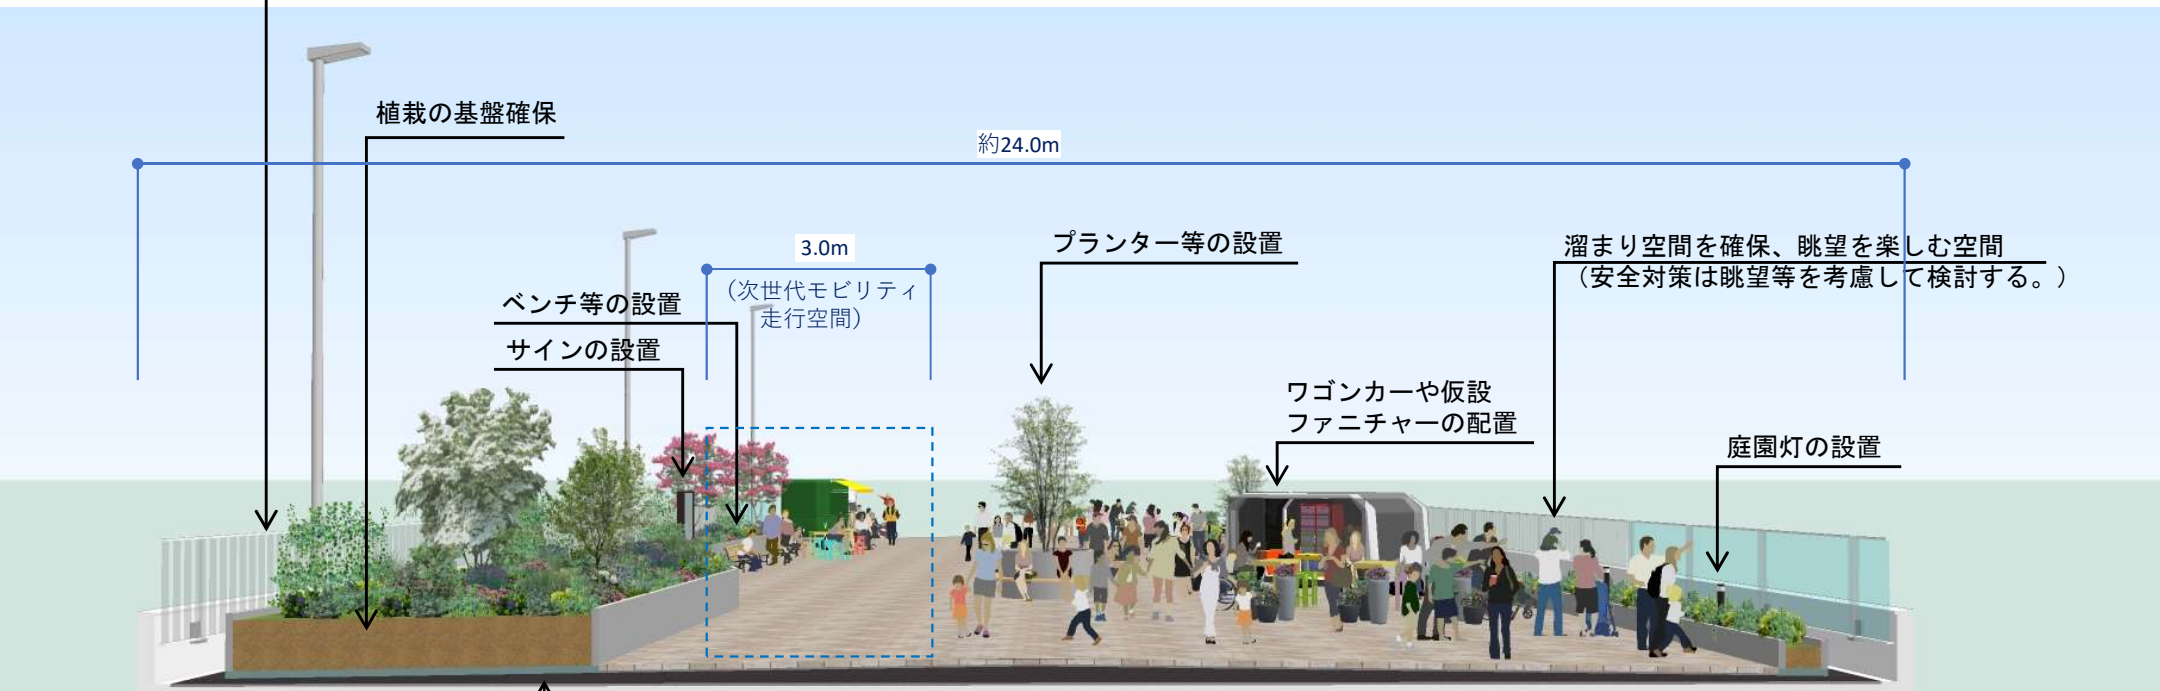 植栽の基盤確保
約24.0m
3.0m
（次世代モビリティ
走行空間）
プランター等の設置
溜まり空間を確保、眺望を楽しむ空間
（安全対策は眺望等を考慮して検討する。）
ベンチ等の設置
サインの設置
ワゴンカーや仮設
ファニチャーの配置
庭園灯の設置